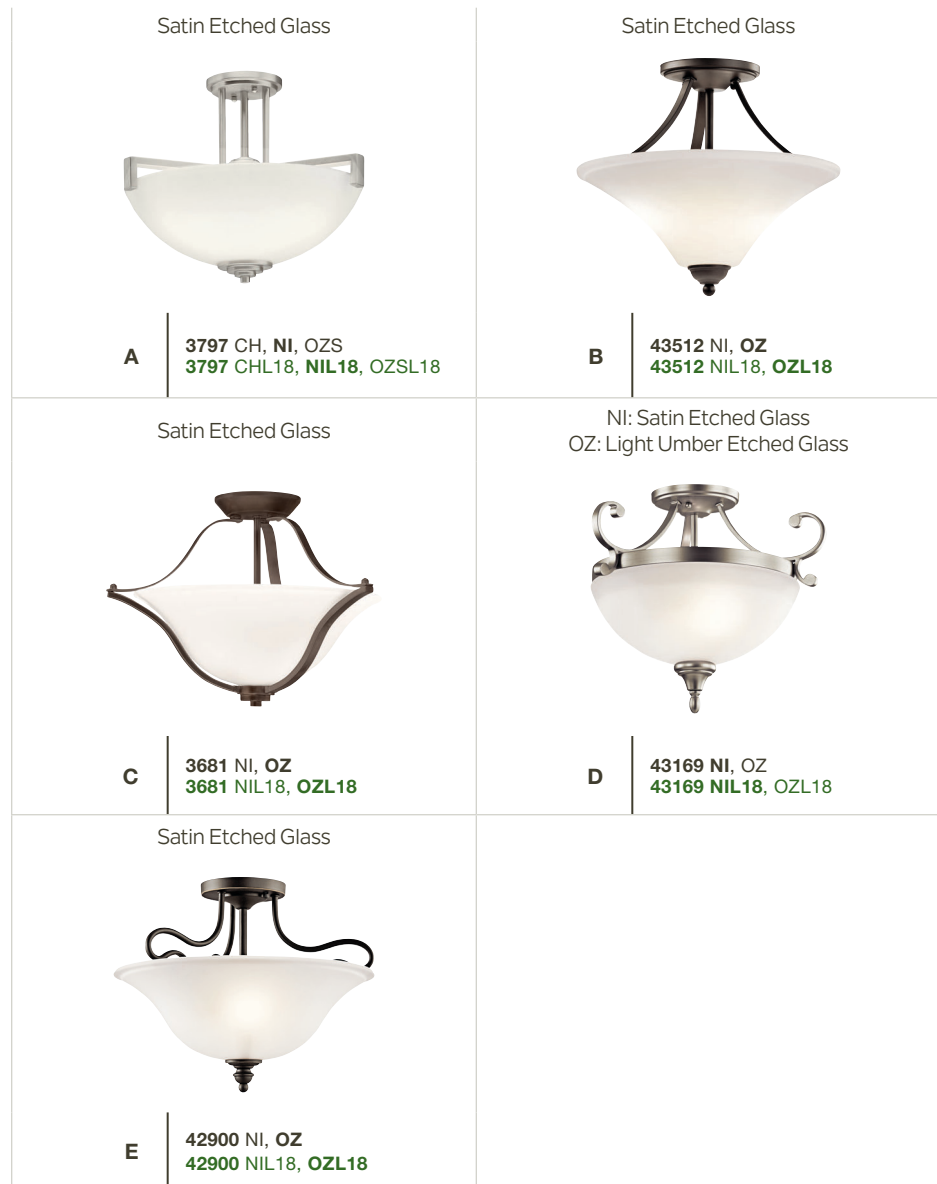 Satin Etched Glass
A
3797 CH, NI, OZS
3797 CHL18, NIL18, OZSL18
Satin Etched Glass
B
43512 NI, OZ
43512 NIL18, OZL18
Satin Etched Glass
C
3681 NI, OZ
3681 NIL18, OZL18
NI: Satin Etched Glass
OZ: Light Umber Etched Glass
D
43169 NI, OZ
43169 NIL18, OZL18
Satin Etched Glass
E
42900 NI, OZ
42900 NIL18, OZL18